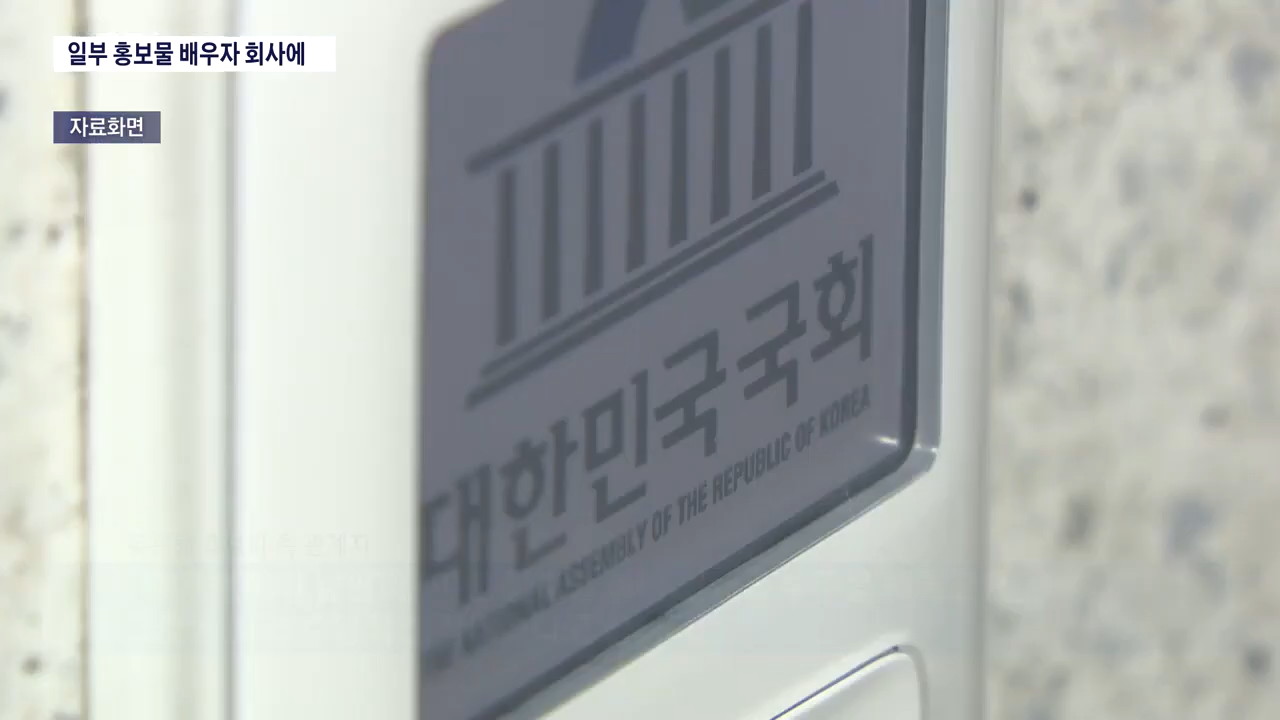 일부 홍보물 배우자 회사에
자료화면
대한민국국회
THE NATIONAL ASSEMBLY OF THE REPUBLIC OF KOREA